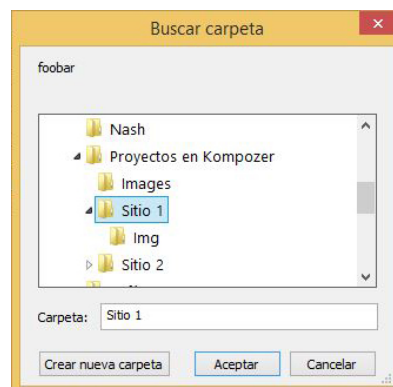 Buscar carpeta
foobar
Nash
Proyectos en Kompozer
Images
Sitio 1
Img
Sitio 2
Carpeta: Sitio 1
Crear nueva carpeta Aceptar Cancelar